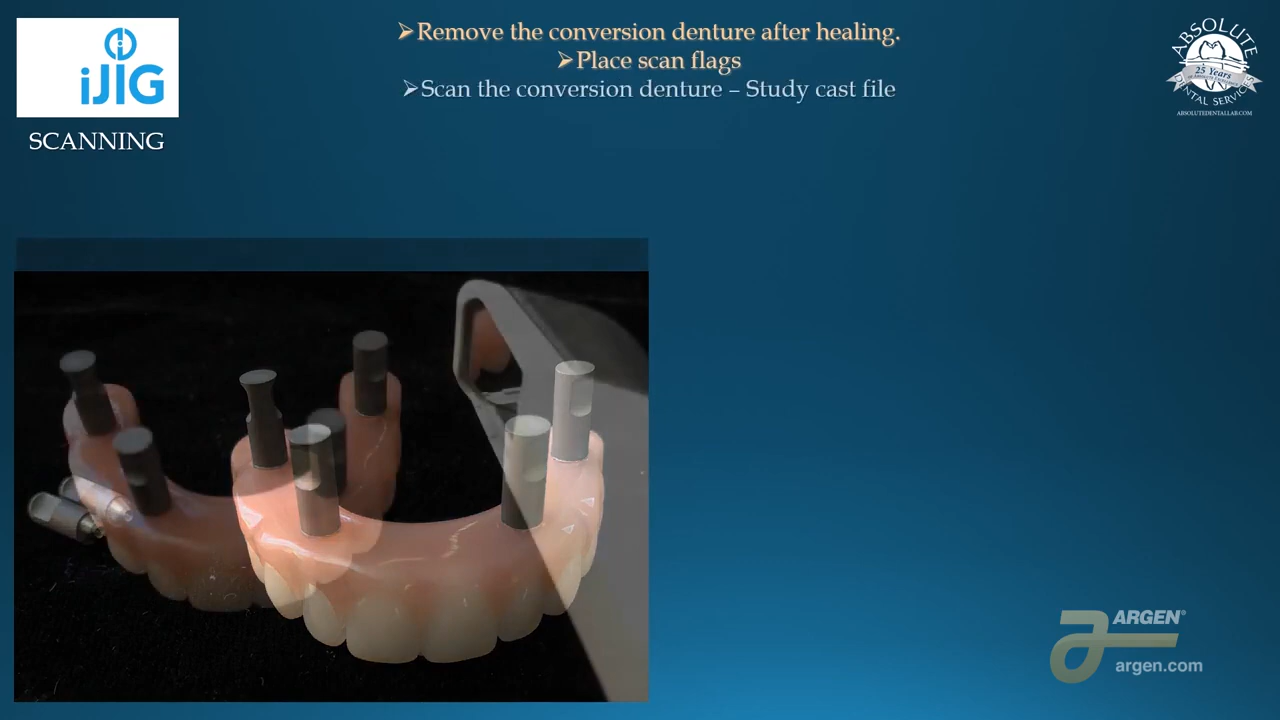 iJIG
SCANNING
➢Remove the conversion denture after healing.
➢Place scan flags
➢Scan the conversion denture – Study cast file
ABSOLUTE
25 Years
DENTAL SERVICES
ABSOLUTEDENTALLAB.COM
ARGEN®
argen.com